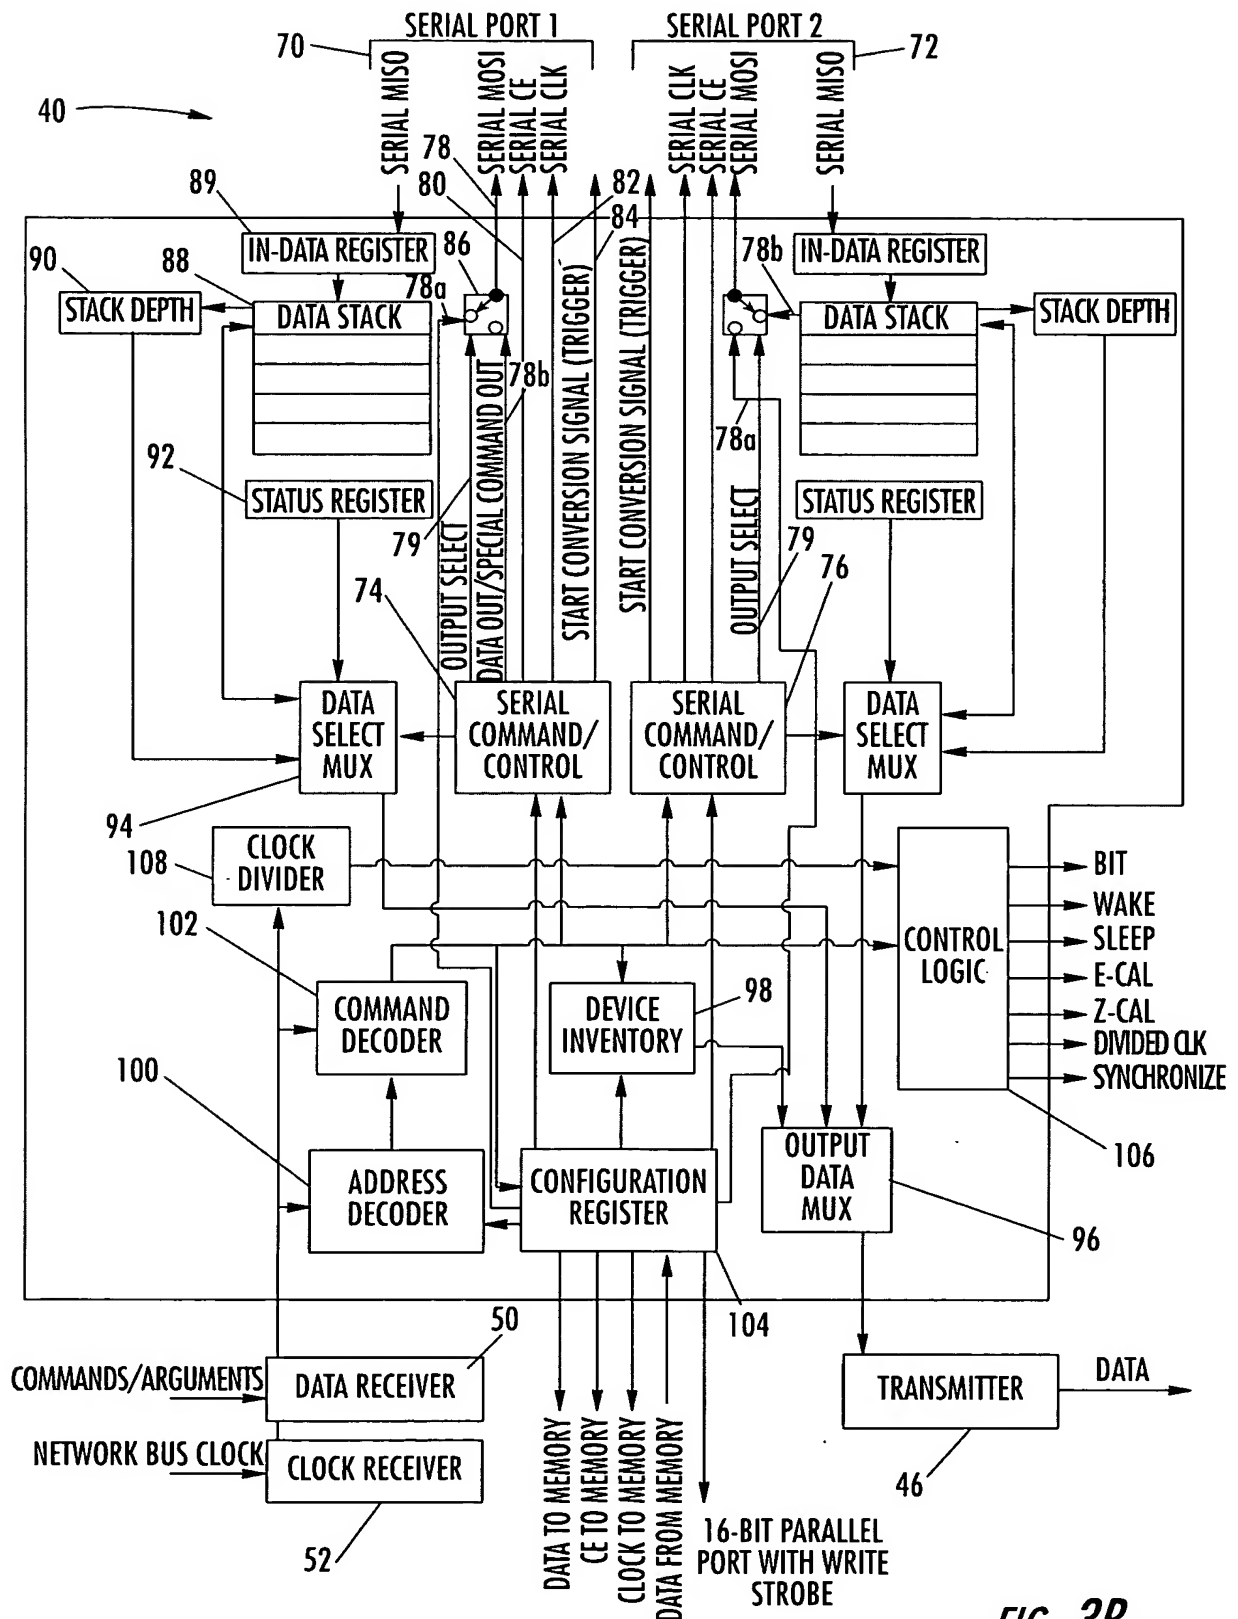 SERIAL PORT 1
SERIAL PORT 2
70
72
40
SERIAL MISO
SERIAL MOSI
SERIAL CE
SERIAL CLK
SERIAL CLK
SERIAL CE
SERIAL MOSI
SERIAL MISO
78
80
82
84
89
IN-DATA REGISTER
IN-DATA REGISTER
90
88
86
78a
78b
STACK DEPTH
DATA STACK
DATA STACK
STACK DEPTH
78b
78a
92
STATUS REGISTER
STATUS REGISTER
79
79
74
76
OUTPUT SELECT
DATA OUT/SPECIAL COMMAND OUT
START CONVERSION SIGNAL (TRIGGER)
START CONVERSION SIGNAL (TRIGGER)
OUTPUT SELECT
DATA
SELECT
MUX
SERIAL
COMMAND/
CONTROL
SERIAL
COMMAND/
CONTROL
DATA
SELECT
MUX
94
108
CLOCK
DIVIDER
102
COMMAND
DECODER
DEVICE
INVENTORY
98
CONTROL
LOGIC
BIT
WAKE
SLEEP
E-CAL
Z-CAL
DIVIDED CLK
SYNCHRONIZE
100
ADDRESS
DECODER
CONFIGURATION
REGISTER
OUTPUT
DATA
MUX
106
96
104
50
COMMANDS/ARGUMENTS
DATA RECEIVER
NETWORK BUS CLOCK
CLOCK RECEIVER
52
TRANSMITTER
DATA
46
DATA TO MEMORY
CE TO MEMORY
CLOCK TO MEMORY
DATA FROM MEMORY
16-BIT PARALLEL
PORT WITH WRITE
STROBE